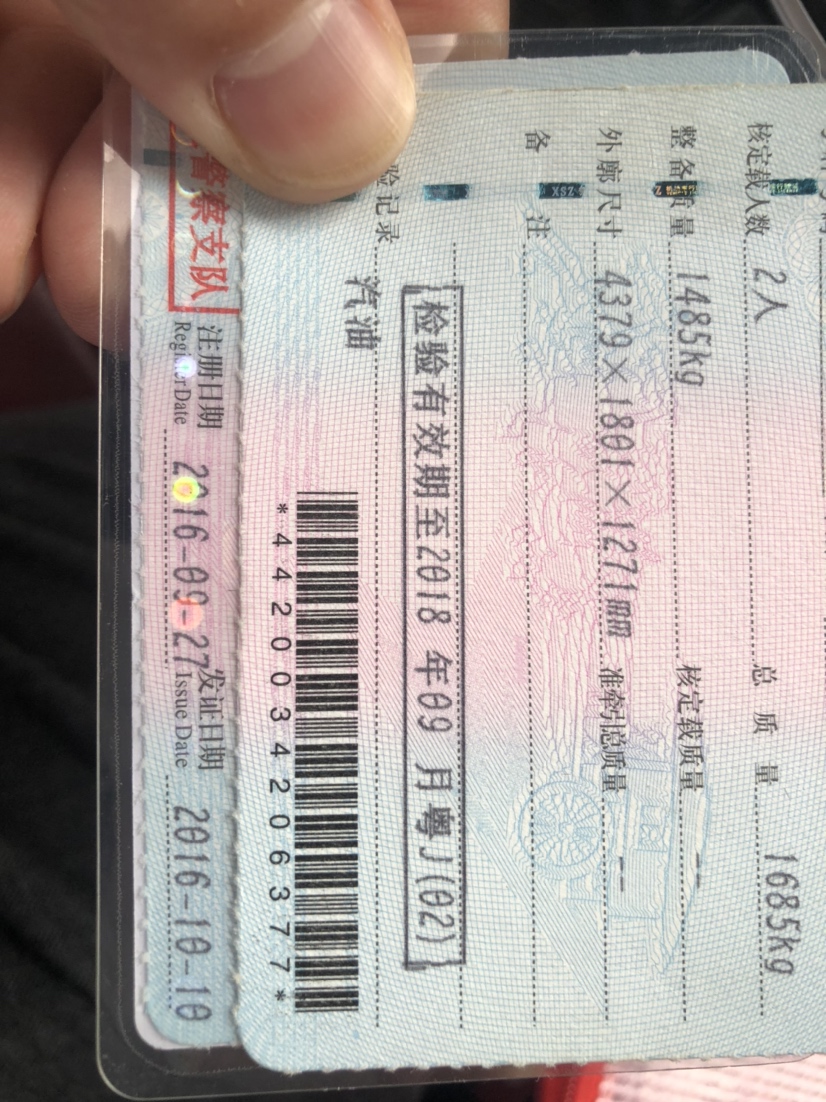 核定载人数 2人 总质量 1685kg
整备质量 1485kg 核定载质量 --
外廓尺寸 4379×1801×1271mm 准牵引总质量 --
备注
检验有效期至2018年09月粤J(02)
验记录
汽油
*4420034206377*
警察支队
注册日期 2016-09-27 发证日期 2016-10-10
Register Date Issue Date